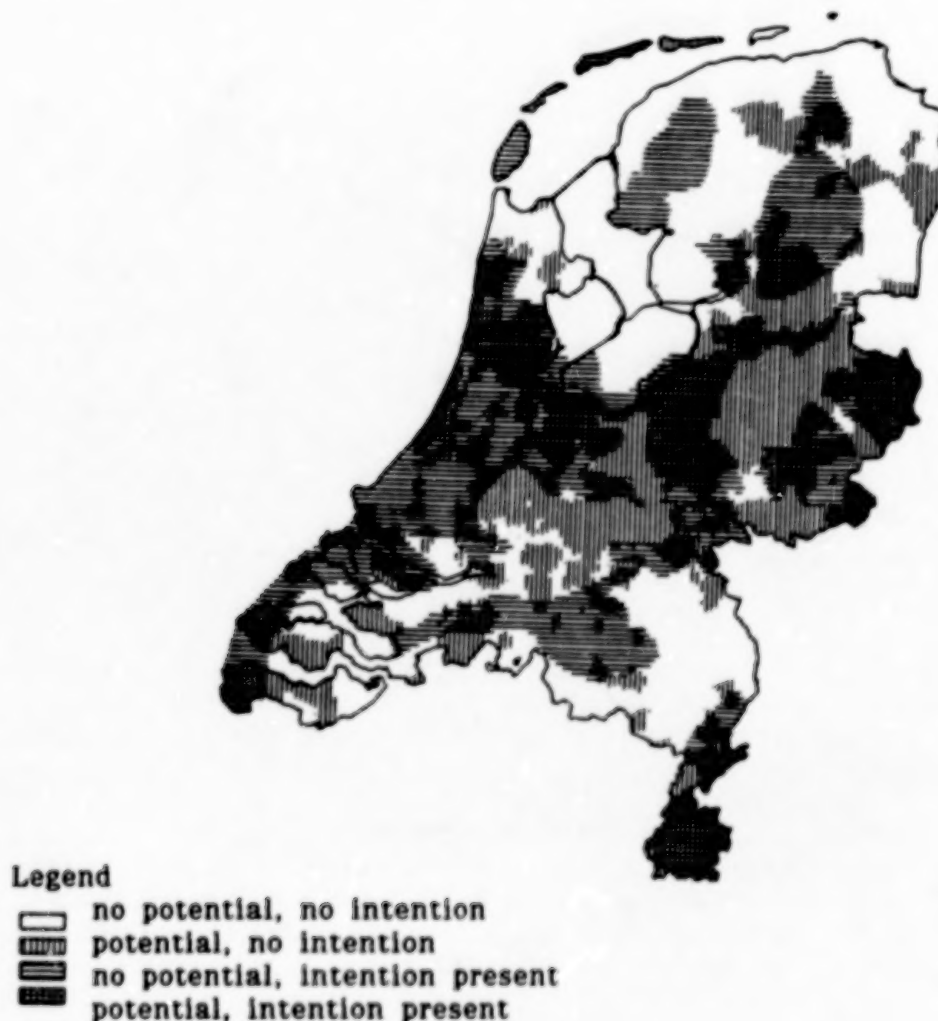 Legend
no potential, no intention
potential, no intention
no potential, intention present
potential, intention present